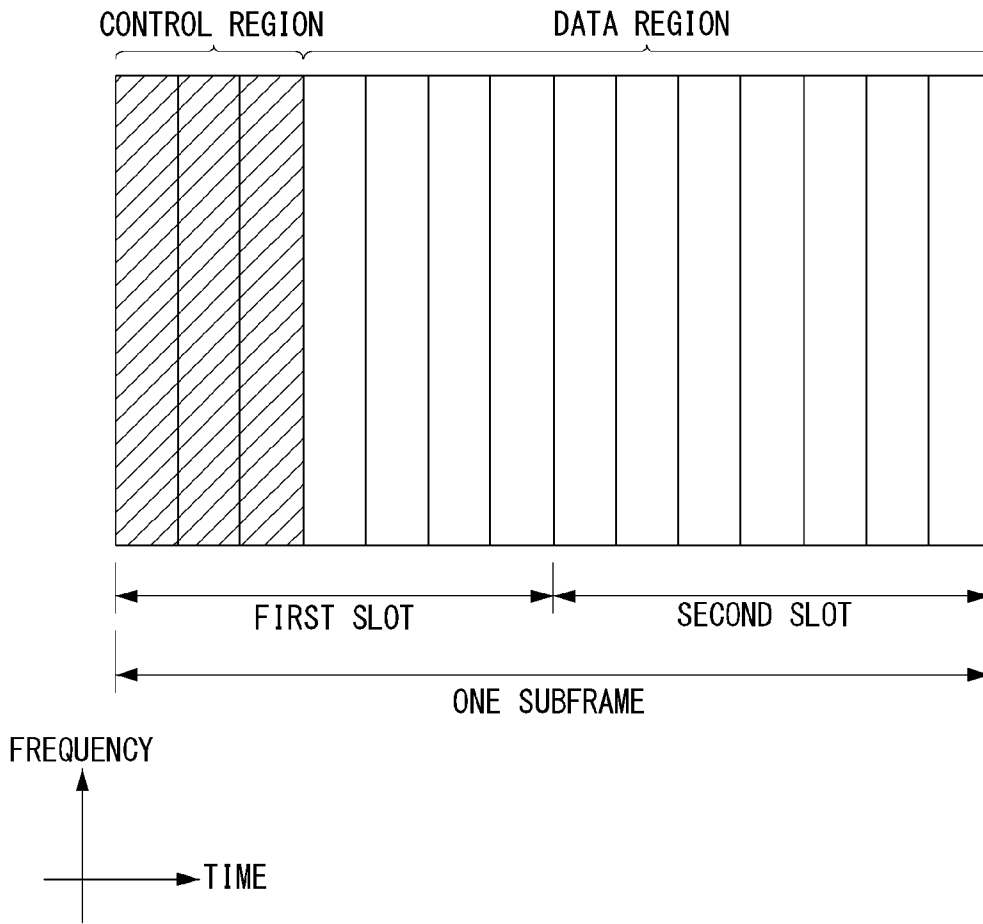 CONTROL REGION
DATA REGION
FIRST SLOT
SECOND SLOT
ONE SUBFRAME
FREQUENCY
TIME